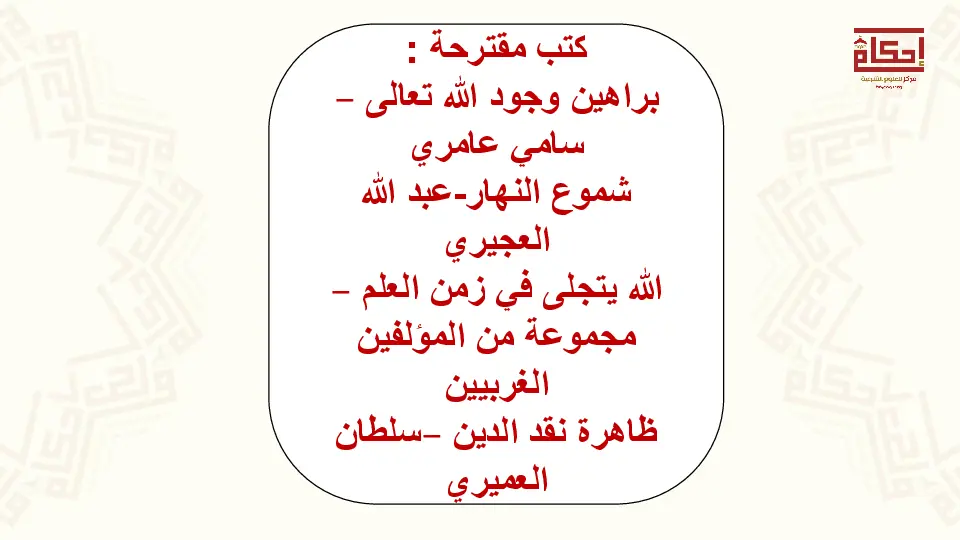 كتب مقترحة :
براهين وجود الله تعالى –
سامي عامري
شموع النهار-عبد الله
العجيري
الله يتجلى في زمن العلم –
مجموعة من المؤلفين
الغربيين
ظاهرة نقد الدين –سلطان
العميري
إحكام
مركز للعلوم الشرعية